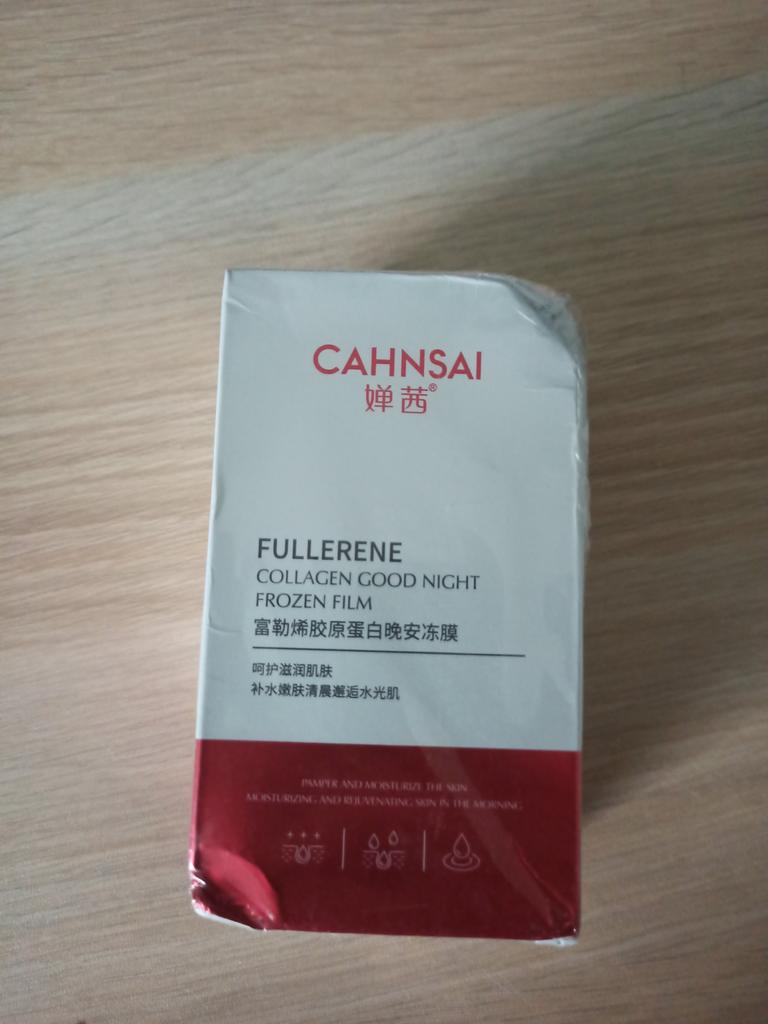 CAHNSAI
婵茜®
FULLERENE
COLLAGEN GOOD NIGHT
FROZEN FILM
富勒烯胶原蛋白晚安冻膜
呵护滋润肌肤
补水嫩肤清晨邂逅水光肌
PAMPER AND MOISTURIZE THE SKIN
MOISTURIZING AND REJUVENATING SKIN IN THE MORNING